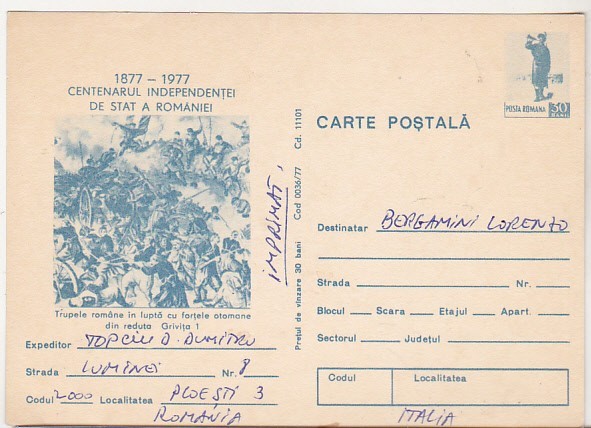 1877 – 1977
CENTENARUL INDEPENDENȚEI
DE STAT A ROMÂNIEI
Trupele române în luptă cu forțele otomane
din reduta Grivița 1
Expeditor TOPCIU D. DUMITRU
Strada LUMINEI Nr. 8
Codul 2000 Localitatea PLOEȘTI 3
ROMÂNIA
IMPRIMAT,
Prețul de vînzare 30 bani Cod 0036/77 Cd. 11101
POSTA ROMANA 30
BANI
CARTE POȘTALĂ
Destinatar BERGAMINI LORENZO
Strada Nr.
Blocul Scara Etajul Apart.
Sectorul Județul
Codul Localitatea
ITALIA